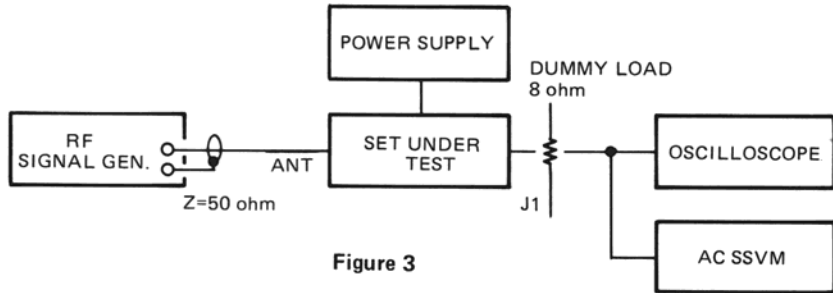 POWER SUPPLY
DUMMY LOAD
8 ohm
RF
SIGNAL GEN.
ANT
SET UNDER
TEST
OSCILLOSCOPE
Z=50 ohm
J1
AC SSVM
Figure 3